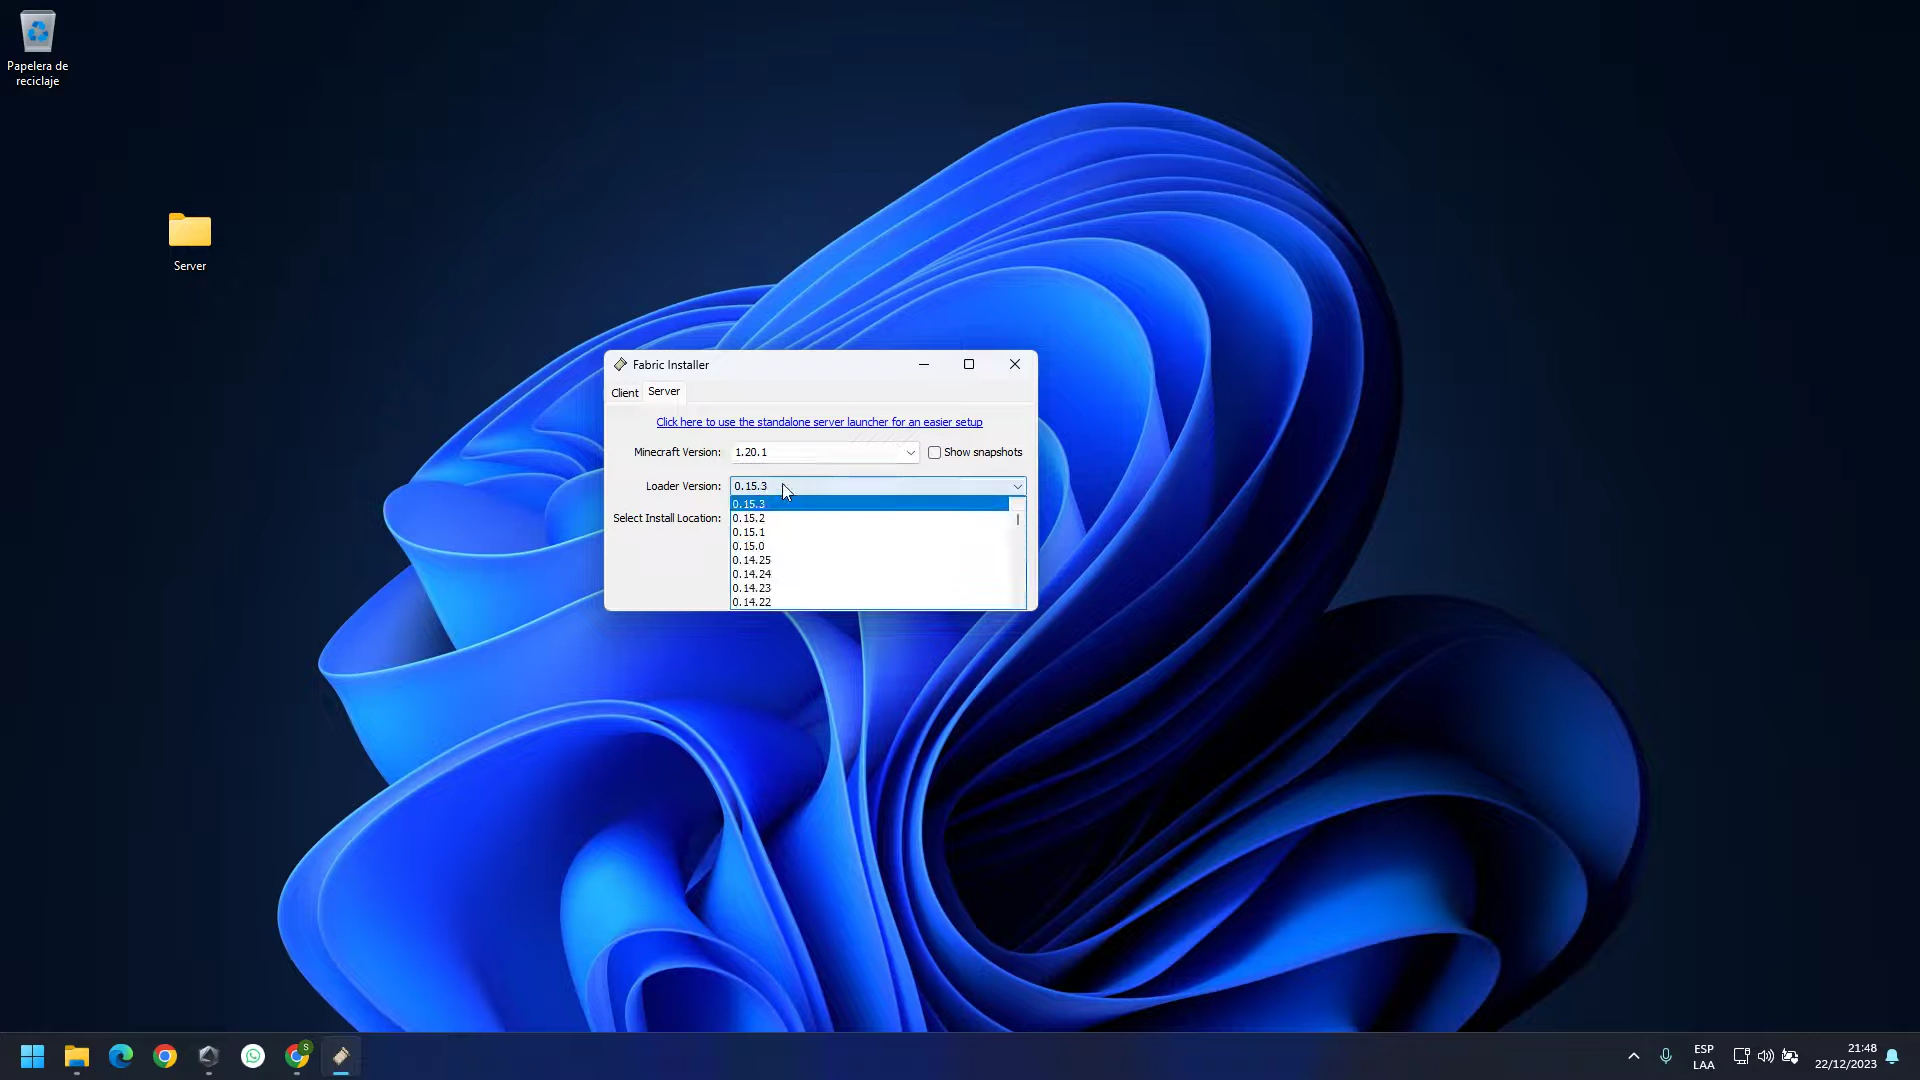 Papelera de
reciclaje
Server
Fabric Installer
Client Server
Click here to use the standalone server launcher for an easier setup
Minecraft Version: 1.20.1 Show snapshots
Loader Version: 0.15.3
0.15.3
Select Install Location: 0.15.2
0.15.1
0.15.0
0.14.25
0.14.24
0.14.23
0.14.22
S
ESP
LAA
21:48
22/12/2023